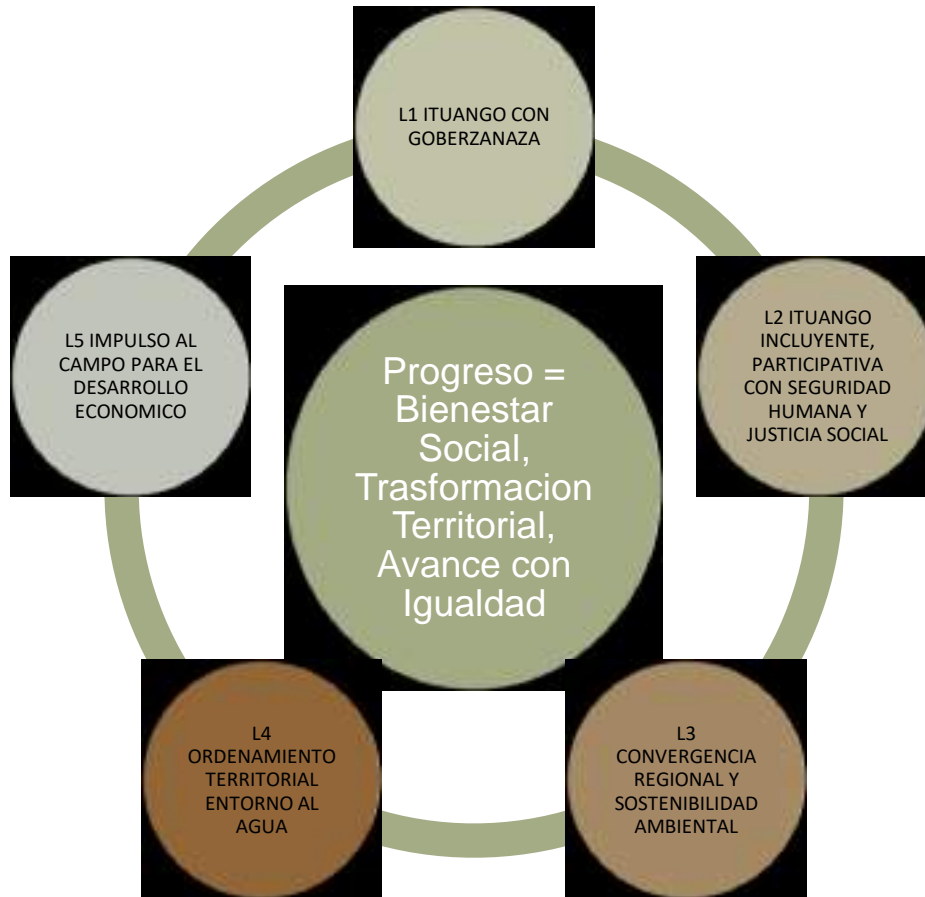 L1 ITUANGO CON
GOBERZANAZA
L2 ITUANGO
INCLUYENTE,
PARTICIPATIVA
CON SEGURIDAD
HUMANA Y
JUSTICIA SOCIAL
L3
CONVERGENCIA
REGIONAL Y
SOSTENIBILIDAD
AMBIENTAL
L4
ORDENAMIENTO
TERRITORIAL
ENTORNO AL
AGUA
L5 IMPULSO AL
CAMPO PARA EL
DESARROLLO
ECONOMICO
Progreso =
Bienestar
Social,
Trasformacion
Territorial,
Avance con
Igualdad